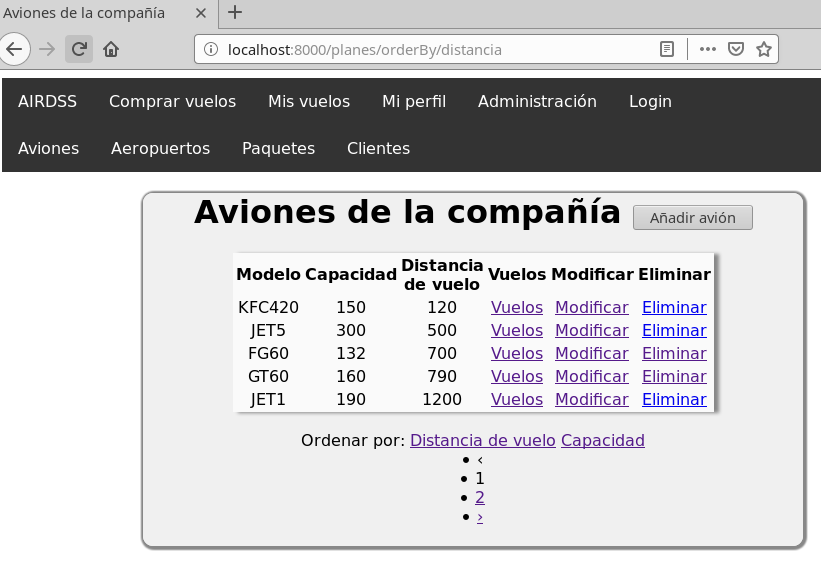 Aviones de la compañía
localhost:8000/planes/orderBy/distancia
AIRDSS Comprar vuelos Mis vuelos Mi perfil Administración Login
Aviones Aeropuertos Paquetes Clientes
Aviones de la compañía Añadir avión
Modelo Capacidad Distancia de vuelo Vuelos Modificar Eliminar
KFC420 150 120 Vuelos Modificar Eliminar
JET5 300 500 Vuelos Modificar Eliminar
FG60 132 700 Vuelos Modificar Eliminar
GT60 160 790 Vuelos Modificar Eliminar
JET1 190 1200 Vuelos Modificar Eliminar
Ordenar por: Distancia de vuelo Capacidad
• ‹
• 1
• 2
• ›